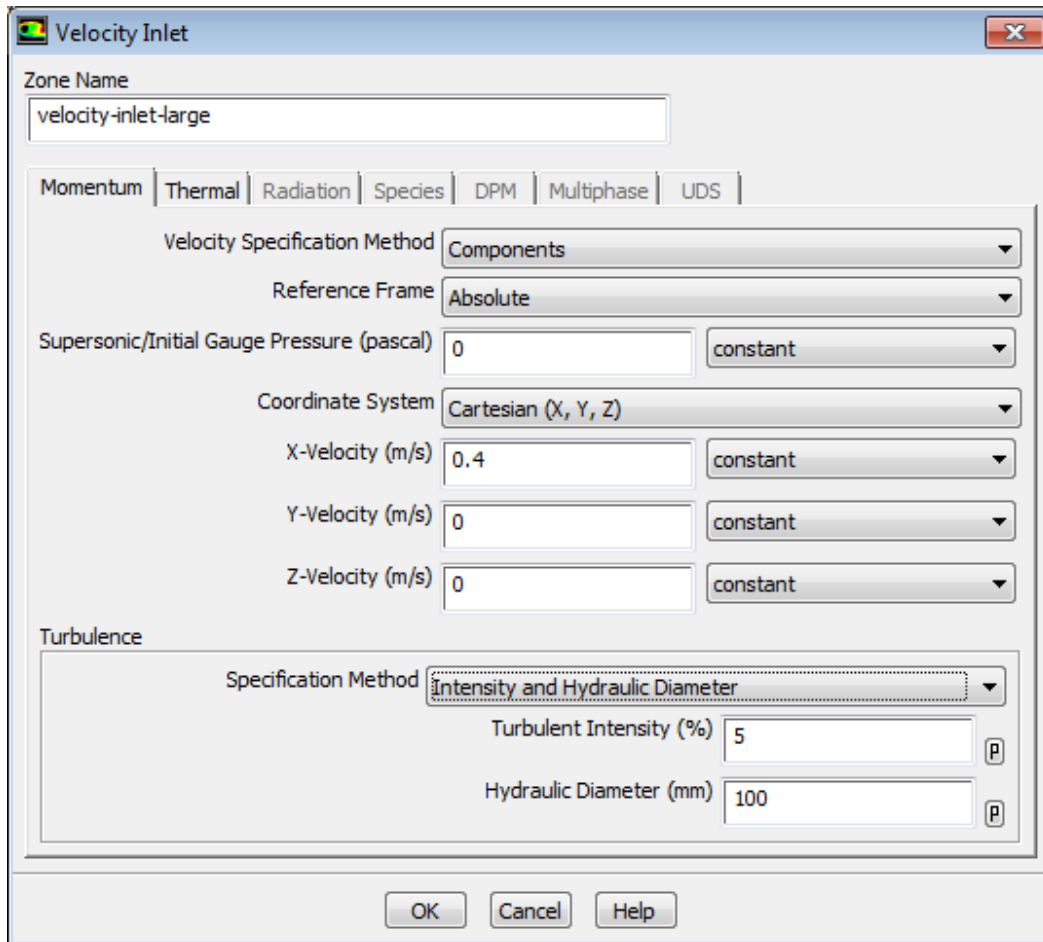 Velocity Inlet
Zone Name
velocity-inlet-large
Momentum Thermal Radiation Species DPM Multiphase UDS
Velocity Specification Method Components
Reference Frame Absolute
Supersonic/Initial Gauge Pressure (pascal) 0 constant
Coordinate System Cartesian (X, Y, Z)
X-Velocity (m/s) 0.4 constant
Y-Velocity (m/s) 0 constant
Z-Velocity (m/s) 0 constant
Turbulence
Specification Method Intensity and Hydraulic Diameter
Turbulent Intensity (%) 5 P
Hydraulic Diameter (mm) 100 P
OK Cancel Help